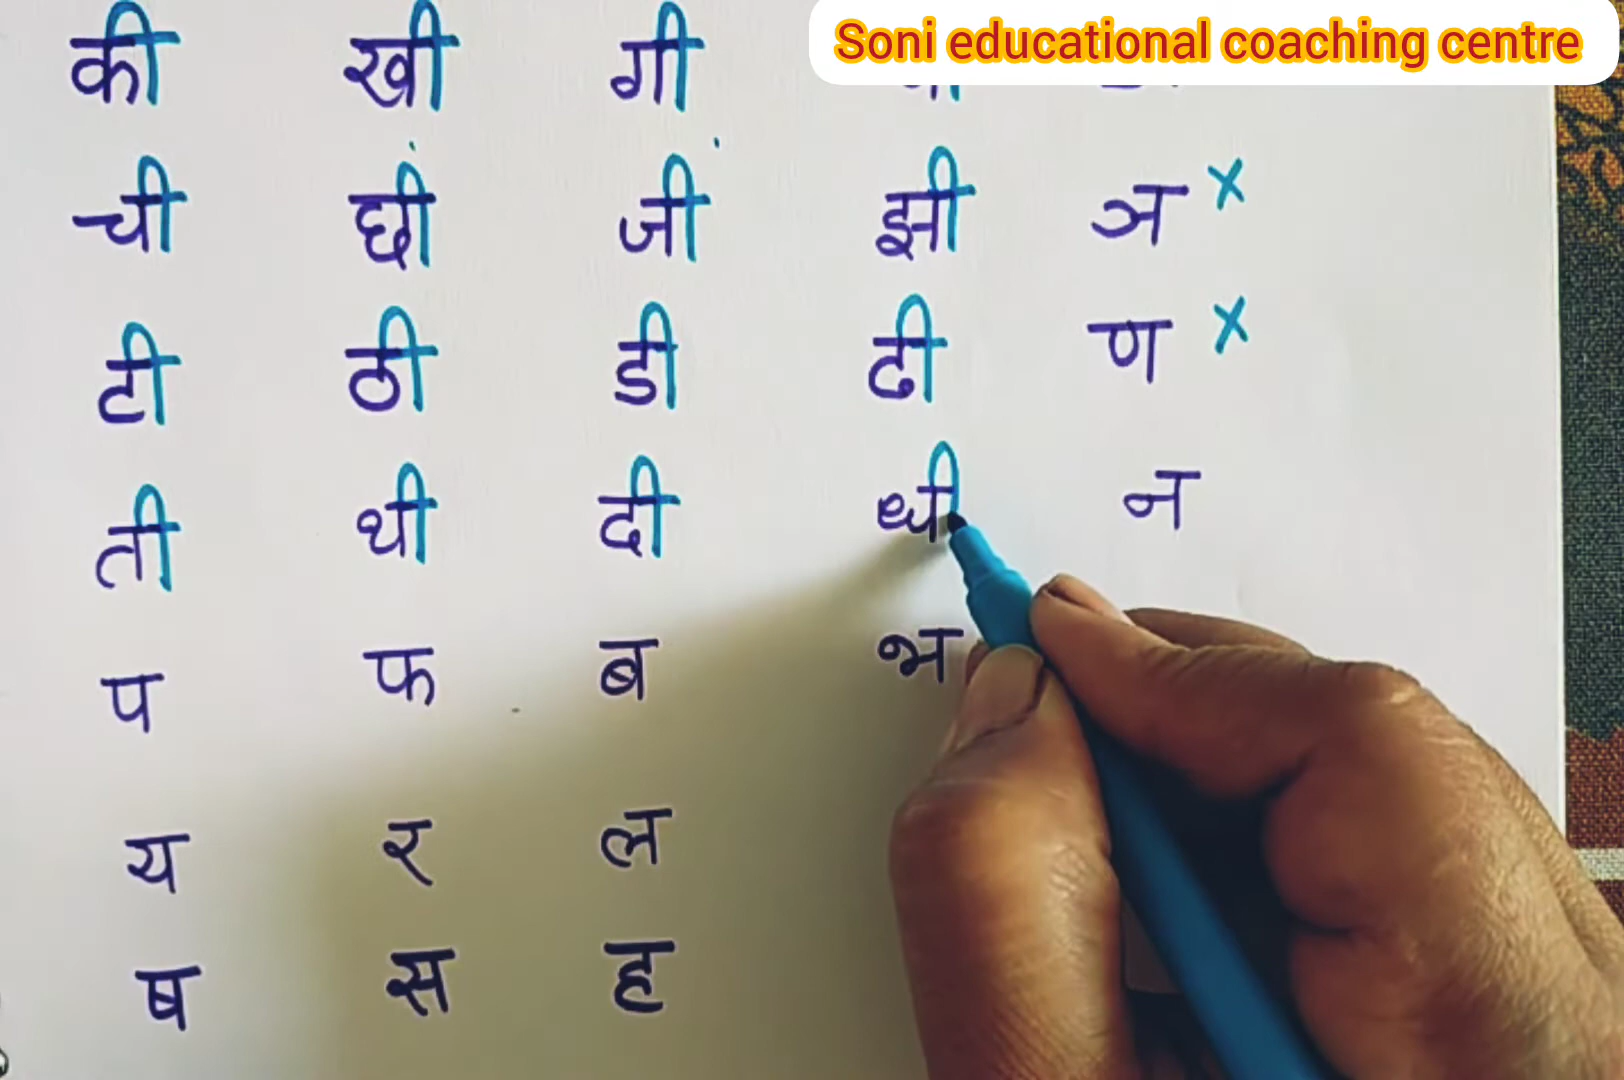 Soni educational coaching centre
की खी गी
ची छी जी झी ञ x
टी ठी डी ढी ण x
ती थी दी धी न
प फ ब भ
य र ल
ष स ह